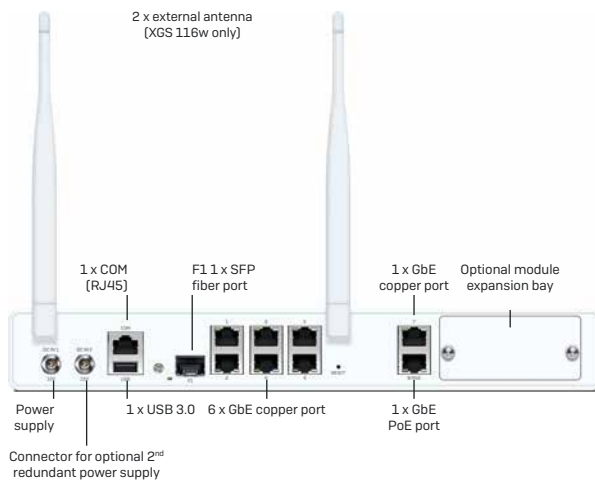 2 x external antenna
(XGS 116w only)
1 x COM
(RJ45)
F1 1 x SFP
fiber port
1 x GbE
copper port
Optional module
expansion bay
COM
Power
supply
1 x USB 3.0
6 x GbE copper port
1 x GbE
PoE port
Connector for optional 2nd
redundant power supply